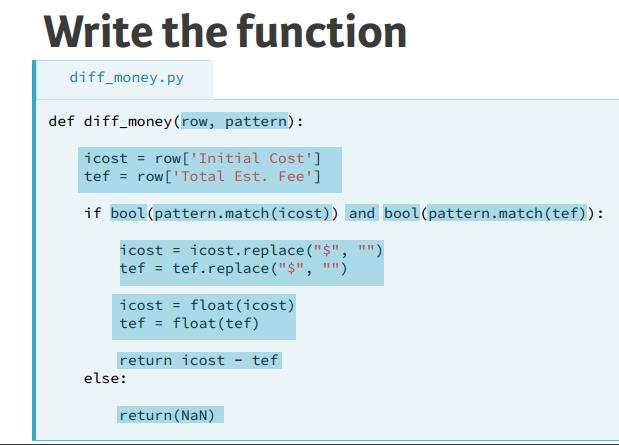 Write the function
diff_money.py
def diff_money(row, pattern):
icost = row['Initial Cost']
tef = row['Total Est. Fee']
if bool(pattern.match(icost)) and bool(pattern.match(tef)):
icost = icost.replace("$", "")
tef = tef.replace("$", "")
icost = float(icost)
tef = float(tef)
return icost - tef
else:
return(NaN)